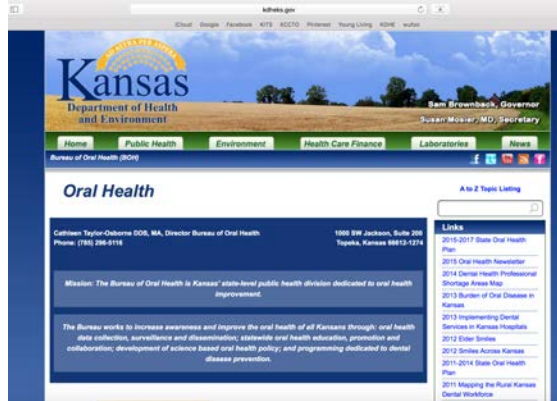 kdheks.gov
iCloud Google Facebook KITS KCCTO Pinterest Young Living KDHE wufoo
AD ASTRA PER ASPERA
Kansas
Department of Health
and Environment
Sam Brownback, Governor
Susan Mosier, MD, Secretary
Home Public Health Environment Health Care Finance Laboratories News
Bureau of Oral Health (BOH)
Oral Health
A to Z Topic Listing
Cathleen Taylor-Osborne DDS, MA, Director Bureau of Oral Health
Phone: (785) 296-5116
1000 SW Jackson, Suite 200
Topeka, Kansas 66612-1274
Mission: The Bureau of Oral Health is Kansas' state-level public health division dedicated to oral health
improvement.
The Bureau works to increase awareness and improve the oral health of all Kansans through: oral health
data collection, surveillance and dissemination; statewide oral health education, promotion and
collaboration; development of science based oral health policy; and programming dedicated to dental
disease prevention.
Links
2015-2017 State Oral Health
Plan
2015 Oral Health Newsletter
2014 Dental Health Professional
Shortage Areas Map
2013 Burden of Oral Disease in
Kansas
2013 Implementing Dental
Services in Kansas Hospitals
2012 Elder Smiles
2012 Smiles Across Kansas
2011-2014 State Oral Health
Plan
2011 Mapping the Rural Kansas
Dental Workforce